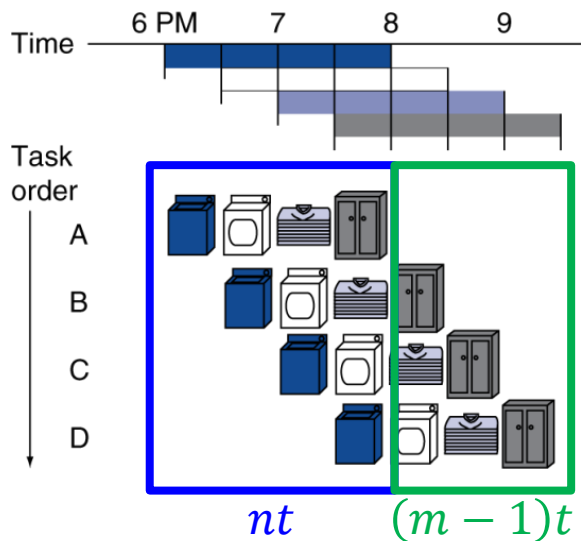 6 PM 7 8 9
Time
Task
order
A
B
C
D
nt (m − 1)t